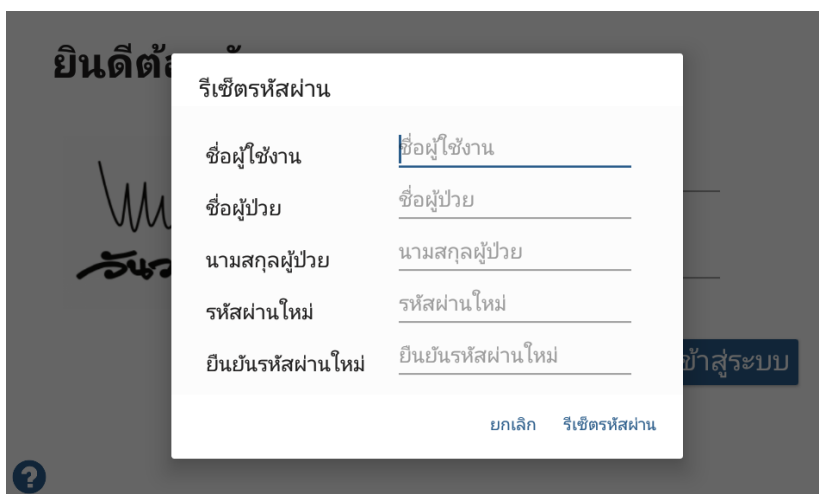 ยินดีต้
รีเซ็ตรหัสผ่าน
ชื่อผู้ใช้งาน ชื่อผู้ใช้งาน
ชื่อผู้ป่วย ชื่อผู้ป่วย
นามสกุลผู้ป่วย นามสกุลผู้ป่วย
รหัสผ่านใหม่ รหัสผ่านใหม่
ยืนยันรหัสผ่านใหม่ ยืนยันรหัสผ่านใหม่
ข้าสู่ระบบ
ยกเลิก รีเซ็ตรหัสผ่าน
?